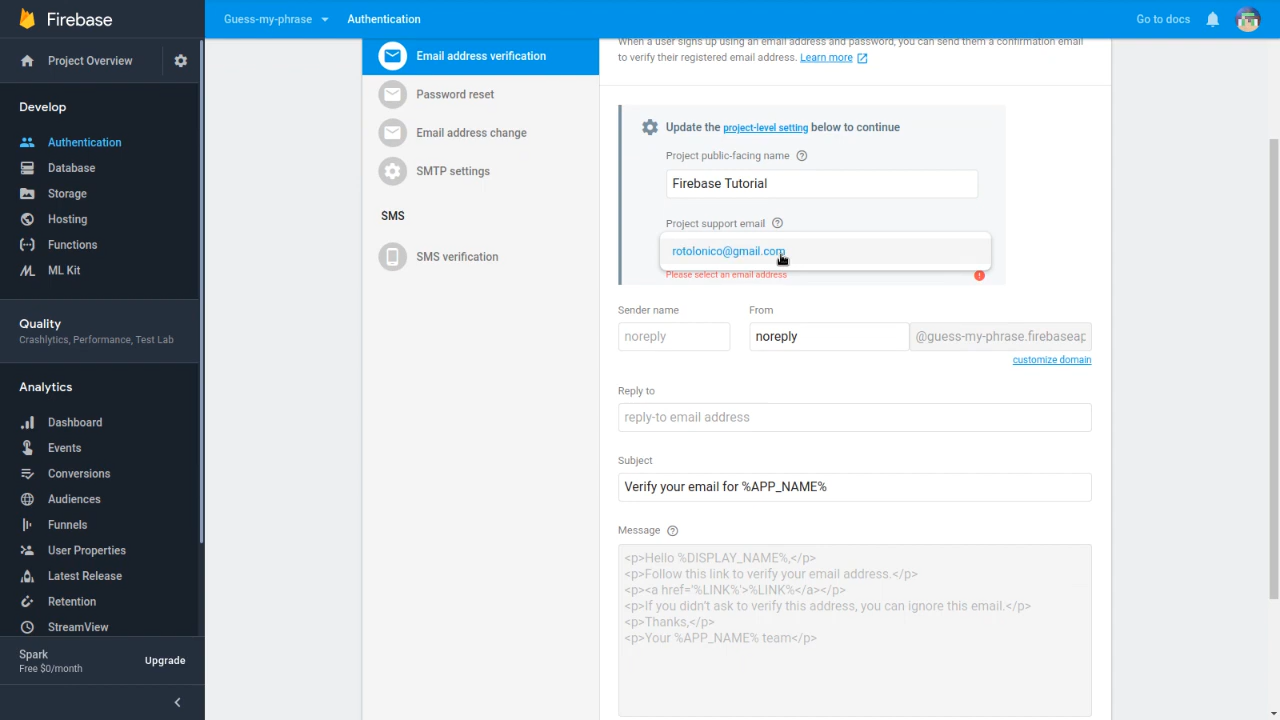 Firebase
Guess-my-phrase
Authentication
Go to docs
Project Overview
Develop
Authentication
Database
Storage
Hosting
Functions
ML Kit
Quality
Crashlytics, Performance, Test Lab
Analytics
Dashboard
Events
Conversions
Audiences
Funnels
User Properties
Latest Release
Retention
StreamView
Spark
Free $0/month
Upgrade
Email address verification
Password reset
Email address change
SMTP settings
SMS
SMS verification
When a user signs up using an email address and password, you can send them a confirmation email
to verify their registered email address. Learn more
Update the project-level setting below to continue
Project public-facing name
Firebase Tutorial
Project support email
rotolonico@gmail.com
Please select an email address
Sender name
From
noreply
noreply
@guess-my-phrase.firebaseap
customize domain
Reply to
reply-to email address
Subject
Verify your email for %APP_NAME%
Message
<p>Hello %DISPLAY_NAME%,</p>
<p>Follow this link to verify your email address.</p>
<p><a href='%LINK%'>%LINK%</a></p>
<p>If you didn't ask to verify this address, you can ignore this email.</p>
<p>Thanks,</p>
<p>Your %APP_NAME% team</p>